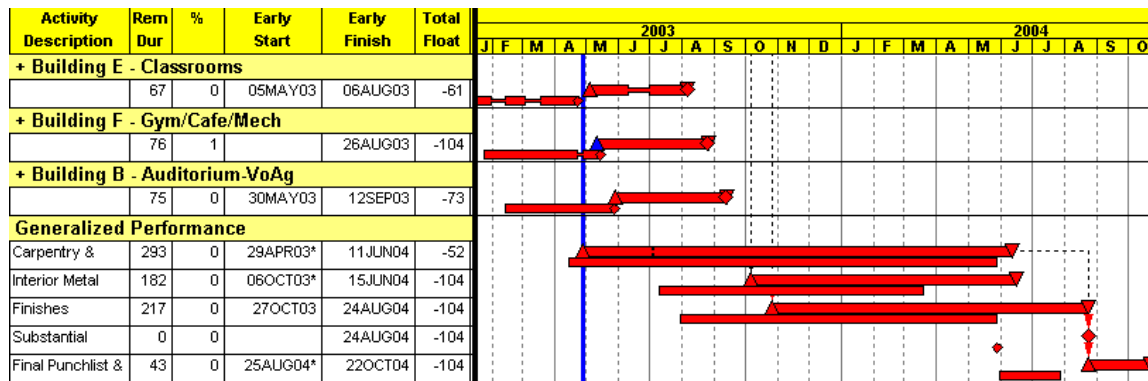 Activity Rem % Early Early Total
Description Dur Start Finish Float
2003 2004
J F M A M J J A S O N D J F M A M J J A S O
+ Building E - Classrooms
67 0 05MAY03 06AUG03 -61
+ Building F - Gym/Cafe/Mech
76 1 26AUG03 -104
+ Building B - Auditorium-VoAg
75 0 30MAY03 12SEP03 -73
Generalized Performance
Carpentry & 293 0 29APR03* 11JUN04 -52
Interior Metal 182 0 06OCT03* 15JUN04 -104
Finishes 217 0 27OCT03 24AUG04 -104
Substantial 0 0 24AUG04 -104
Final Punchlist & 43 0 25AUG04* 22OCT04 -104